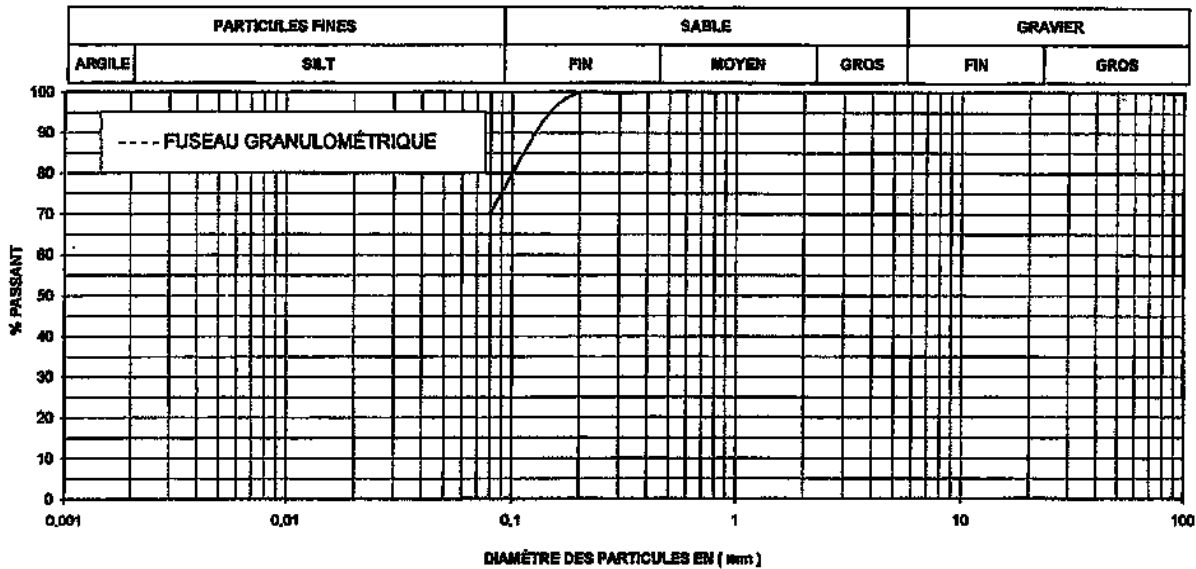 PARTICULES FINES SABLE GRAVIER
ARGILE SILT FIN MOYEN GROS FIN GROS
100
90
80
70
60
50
40
30
20
10
0
% PASSANT
----FUSEAU GRANULOMÉTRIQUE
0,001 0,01 0,1 1 10 100
DIAMÈTRE DES PARTICULES EN ( mm )